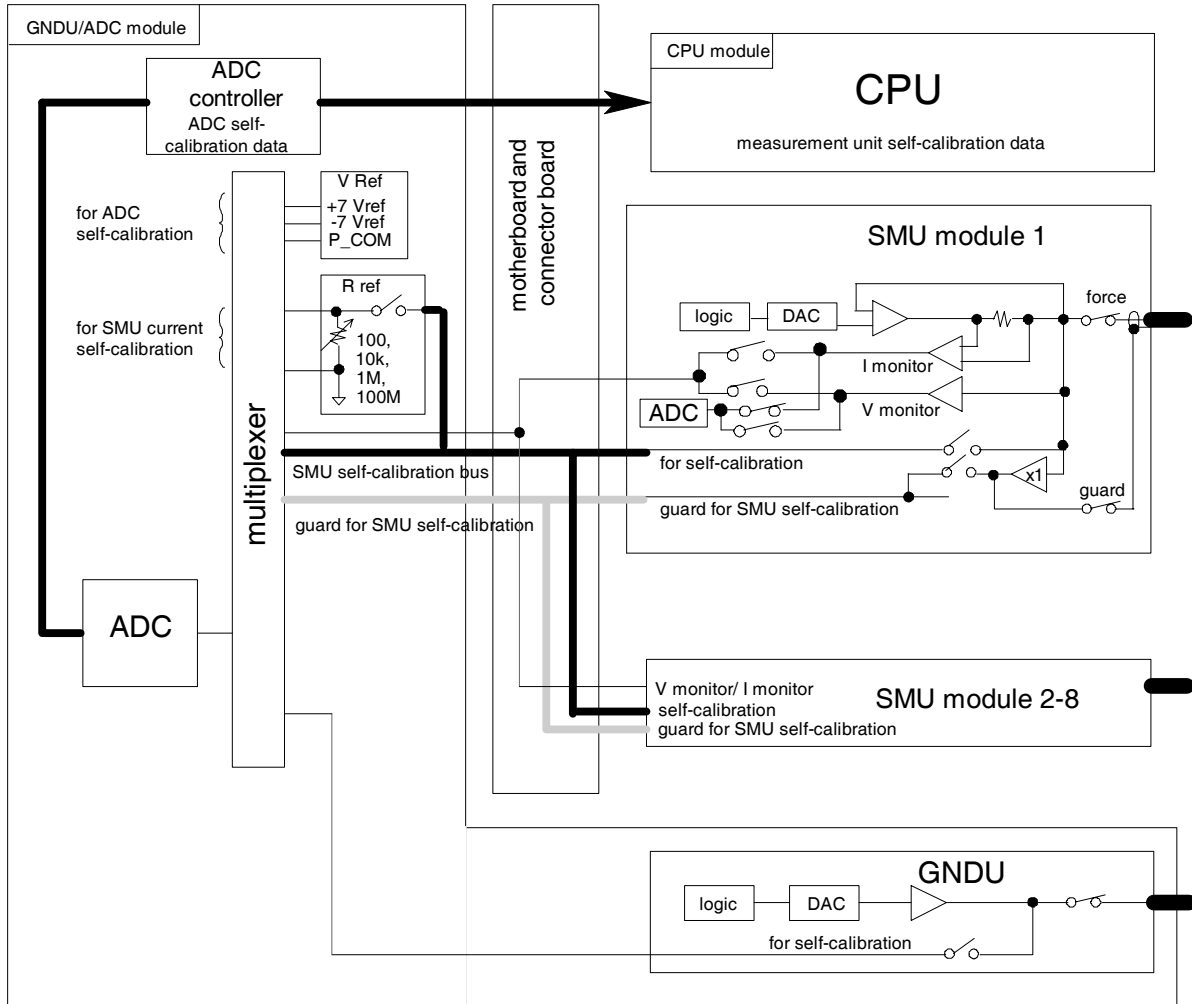 GNDU/ADC module
ADC
controller
ADC self-
calibration data
CPU module
CPU
measurement unit self-calibration data
motherboard and
connector board
multiplexer
for ADC
self-calibration
V Ref
+7 Vref
-7 Vref
P_COM
for SMU current
self-calibration
R ref
100,
10k,
1M,
100M
SMU module 1
logic
DAC
force
I monitor
ADC
V monitor
SMU self-calibration bus
for self-calibration
x1
guard
guard for SMU self-calibration
guard for SMU self-calibration
ADC
V monitor/ I monitor
self-calibration
guard for SMU self-calibration
SMU module 2-8
GNDU
logic
DAC
for self-calibration